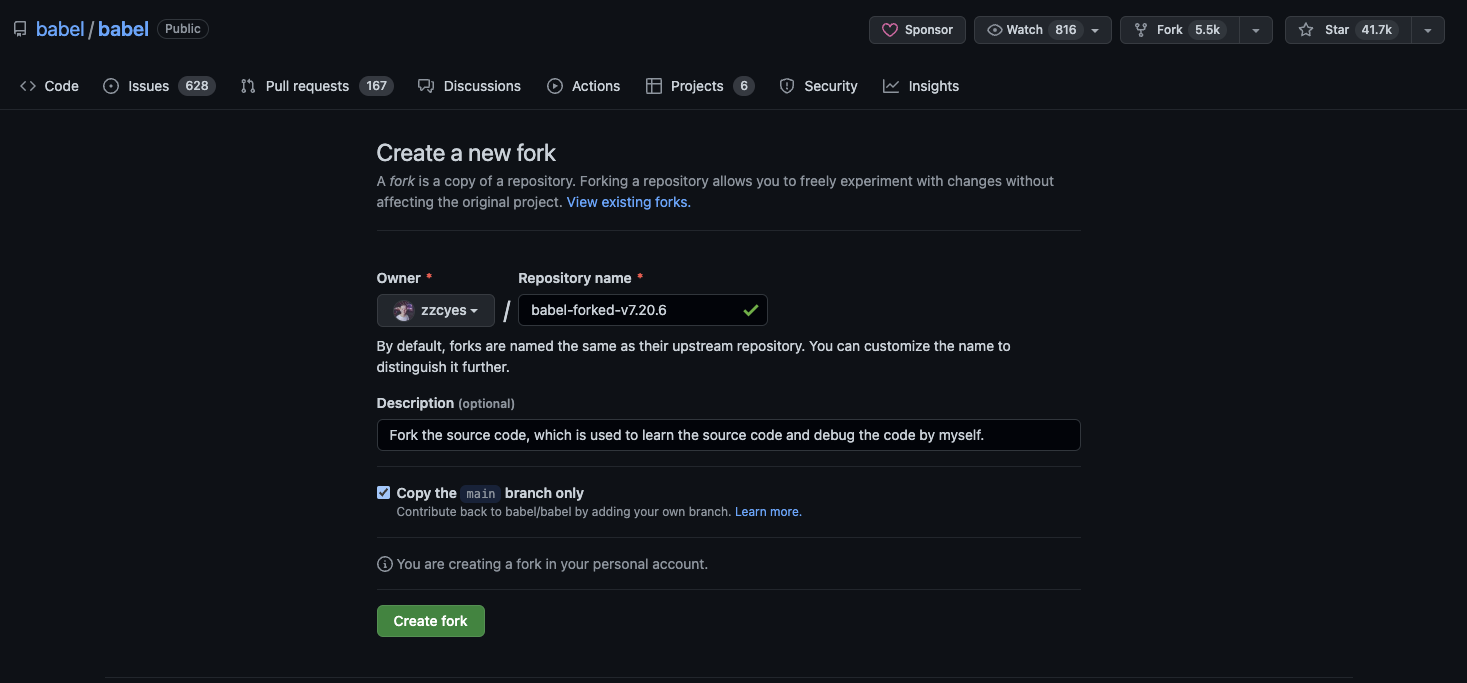 babel / babel Public Sponsor Watch 816 Fork 5.5k Star 41.7k
Code Issues 628 Pull requests 167 Discussions Actions Projects 6 Security Insights
Create a new fork
A fork is a copy of a repository. Forking a repository allows you to freely experiment with changes without
affecting the original project. View existing forks.
Owner * Repository name *
zzcyes / babel-forked-v7.20.6
By default, forks are named the same as their upstream repository. You can customize the name to
distinguish it further.
Description (optional)
Fork the source code, which is used to learn the source code and debug the code by myself.
Copy the main branch only
Contribute back to babel/babel by adding your own branch. Learn more.
You are creating a fork in your personal account.
Create fork